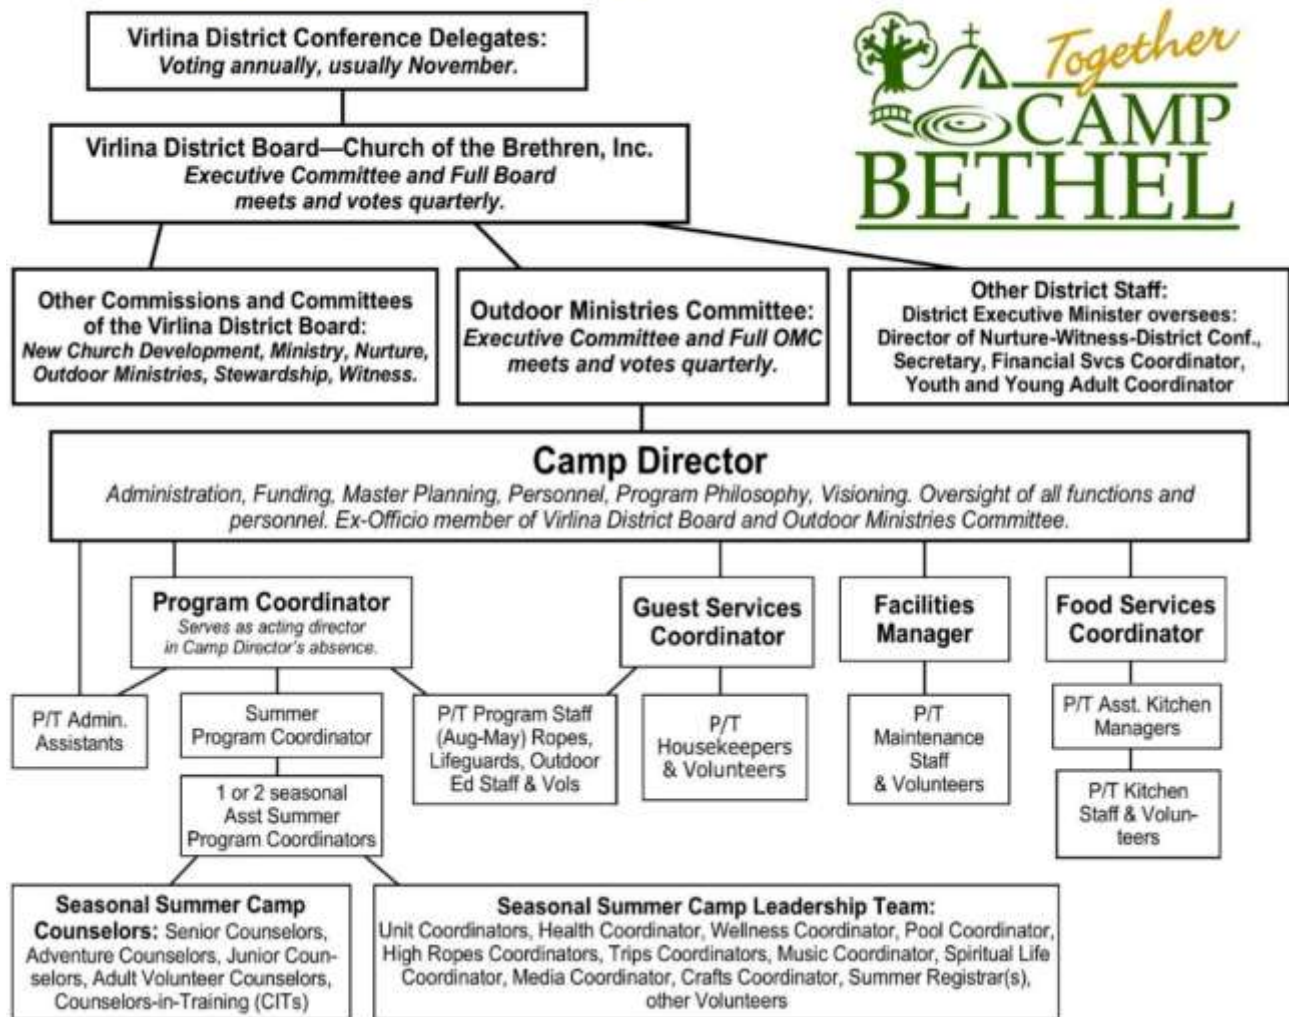 Virlina District Conference Delegates:
Voting annually, usually November.
Together
CAMP
BETHEL
Virlina District Board—Church of the Brethren, Inc.
Executive Committee and Full Board
meets and votes quarterly.
Other Commissions and Committees
of the Virlina District Board:
New Church Development, Ministry, Nurture,
Outdoor Ministries, Stewardship, Witness.
Outdoor Ministries Committee:
Executive Committee and Full OMC
meets and votes quarterly.
Other District Staff:
District Executive Minister oversees:
Director of Nurture-Witness-District Conf.,
Secretary, Financial Svcs Coordinator,
Youth and Young Adult Coordinator
Camp Director
Administration, Funding, Master Planning, Personnel, Program Philosophy, Visioning. Oversight of all functions and
personnel. Ex-Officio member of Virlina District Board and Outdoor Ministries Committee.
Program Coordinator
Serves as acting director
in Camp Director's absence.
Guest Services
Coordinator
Facilities
Manager
Food Services
Coordinator
P/T Admin.
Assistants
Summer
Program Coordinator
P/T Program Staff
(Aug-May) Ropes,
Lifeguards, Outdoor
Ed Staff & Vols
P/T
Housekeepers
& Volunteers
P/T
Maintenance
Staff
& Volunteers
P/T Asst. Kitchen
Managers
1 or 2 seasonal
Asst Summer
Program Coordinators
P/T Kitchen
Staff & Volun-
teers
Seasonal Summer Camp
Counselors: Senior Counselors,
Adventure Counselors, Junior Coun-
selors, Adult Volunteer Counselors,
Counselors-in-Training (CITs)
Seasonal Summer Camp Leadership Team:
Unit Coordinators, Health Coordinator, Wellness Coordinator, Pool Coordinator,
High Ropes Coordinators, Trips Coordinators, Music Coordinator, Spiritual Life
Coordinator, Media Coordinator, Crafts Coordinator, Summer Registrar(s),
other Volunteers